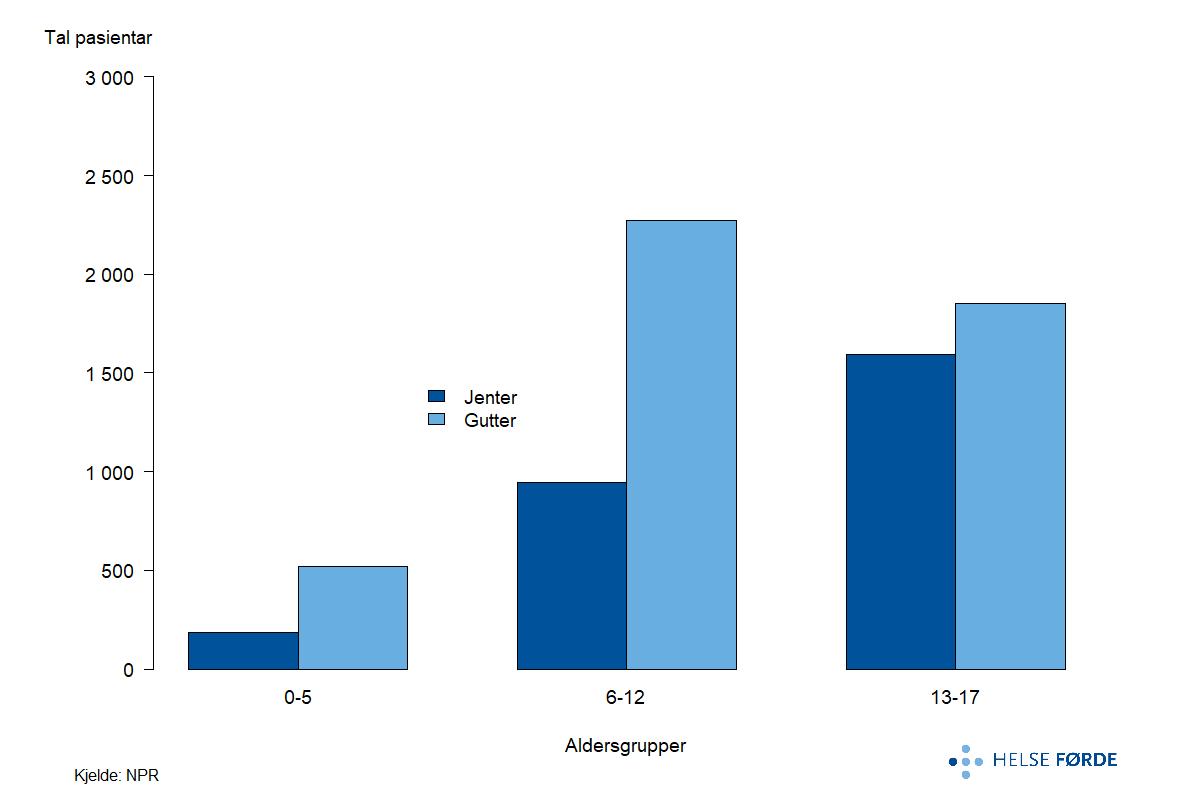 Tal pasientar
3 000
2 500
2 000
1 500
1 000
500
0
Jenter
Gutter
0-5
6-12
13-17
Aldersgrupper
Kjelde: NPR
HELSE FØRDE